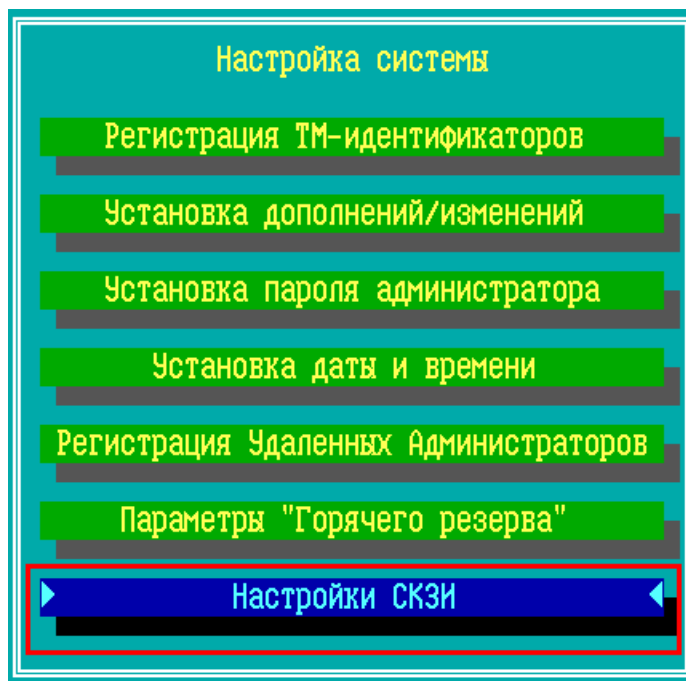 Настройка системы
Регистрация ТМ-идентификаторов
Установка дополнений/изменений
Установка пароля администратора
Установка даты и времени
Регистрация Удаленных Администраторов
Параметры "Горячего резерва"
Настройки СКЗИ